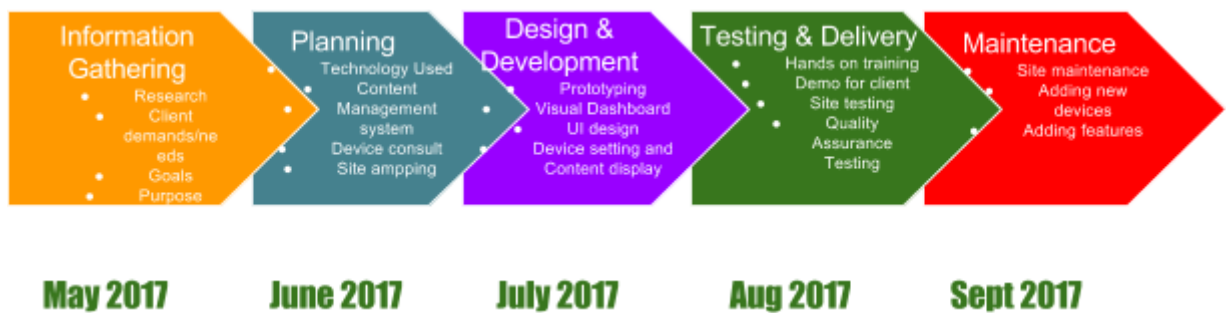 Information
Gathering
Research
Client
demands/ne
eds
Goals
Purpose
Planning
Technology Used
Content
Management
system
Device consult
Site ampping
Design &
Development
Prototyping
Visual Dashboard
UI design
Device setting and
Content display
Testing & Delivery
Hands on training
Demo for client
Site testing
Quality
Assurance
Testing
Maintenance
Site maintenance
Adding new
devices
Adding features
May 2017
June 2017
July 2017
Aug 2017
Sept 2017